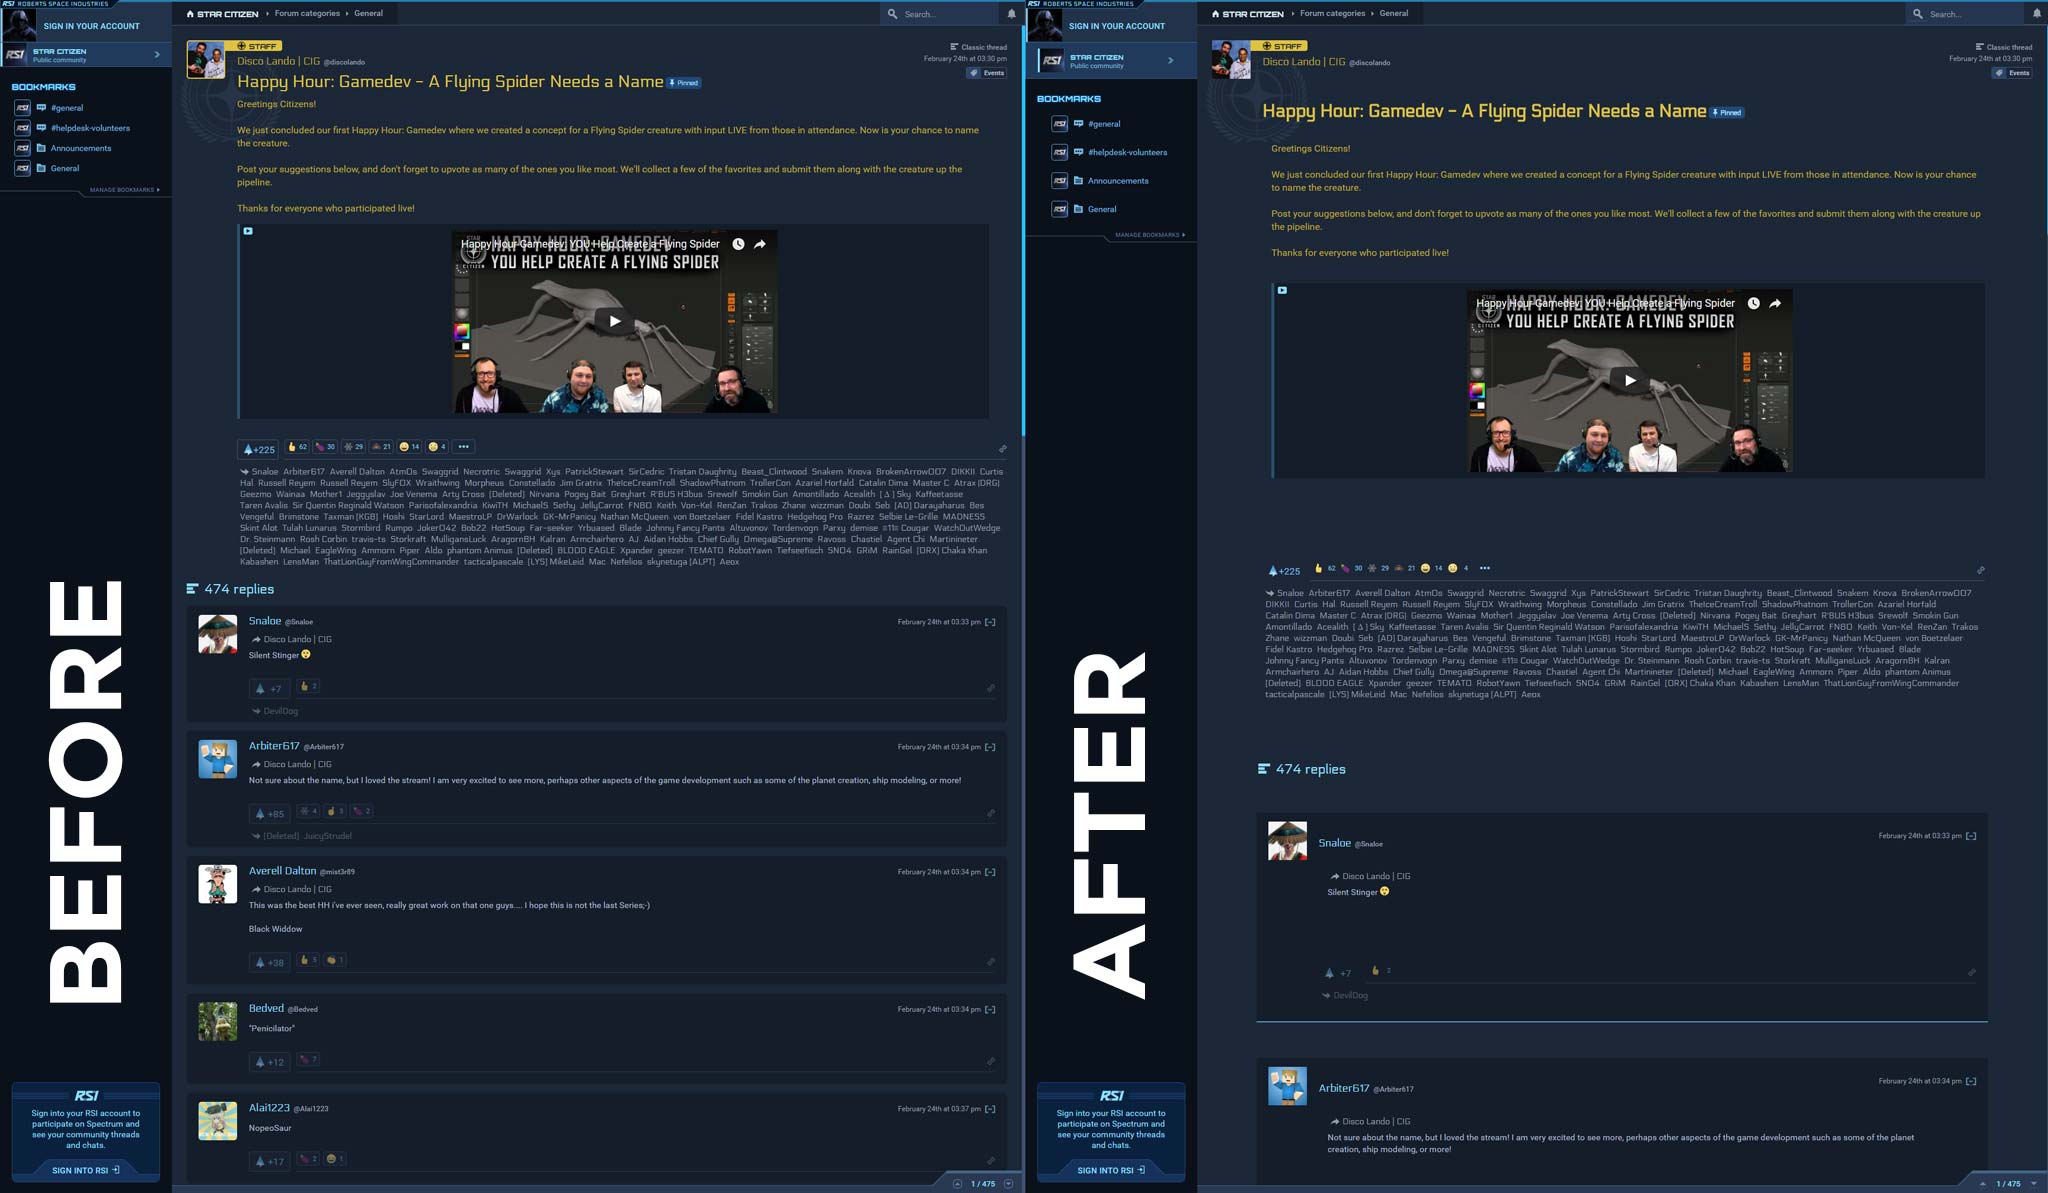 RSI ROBERTS SPACE INDUSTRIES
SIGN IN YOUR ACCOUNT
RSI STAR CITIZEN
Public community
BOOKMARKS
RSI #general
RSI #helpdesk-volunteers
RSI Announcements
RSI General
MANAGE BOOKMARKS
BEFORE
RSI
Sign into your RSI account to
participate on Spectrum and
see your community threads
and chats.
SIGN INTO RSI
STAR CITIZEN Forum categories General
Search...
STAFF
Classic thread
Disco Lando | CIG @discolando
February 24th at 03:30 pm
Events
Happy Hour: Gamedev - A Flying Spider Needs a Name Pinned
Greetings Citizens!
We just concluded our first Happy Hour: Gamedev where we created a concept for a Flying Spider creature with input LIVE from those in attendance. Now is your chance to name
the creature.
Post your suggestions below, and don't forget to upvote as many of the ones you like most. We'll collect a few of the favorites and submit them along with the creature up the
pipeline.
Thanks for everyone who participated live!
Happy Hour Gamedev: YOU Help Create a Flying Spider
STAR HAPPY HOUR: GAMEDEV
CITIZEN YOU HELP CREATE A FLYING SPIDER
+225 62 30 29 21 14 4 •••
Snaloe Arbiter617 Averell Dalton Atm0s Swaggrid Necrotric Swaggrid Xys PatrickStewart SirCedric Tristan Daughrity Beast_Clintwood Snakem Knova BrokenArrow007 DIKKII Curtis
Hal Russell Reyem Russell Reyem SlyFOX Wraithwing Morpheus Constellado Jim Gratrix TheIceCreamTroll ShadowPhatnom TrollerCon Azariel Horfald Catalin Dima Master C Atrax [DRG]
Geezmo Wainaa Mother1 Jeggyslav Joe Venema Arty Cross [Deleted] Nirvana Pogey Bait Greyhart R'BUS H3bus Srewolf Smokin Gun Amontillado Acealith [ Δ ] Sky Kaffeetasse
Taren Avalis Sir Quentin Reginald Watson Parisofalexandria KiwiTH MichaelS Sethy JellyCarrot FNBO Keith Von-Kel RenZan Trakos Zhane wizzman Doubi Seb [AD] Darayaharus Bes
Vengeful Brimstone Taxman [KGB] Hoshi StarLord MaestroLP DrWarlock GK-MrPanicy Nathan McQueen von Boetzelaer Fidel Kastro Hedgehog Pro Razrez Selbie Le-Grille MADNESS
Skint Alot Tulah Lunarus Stormbird Rumpo Joker042 Bob22 HotSoup Far-seeker Yrbuased Blade Johnny Fancy Pants Altuvonov Tordenvogn Parxy demise =11= Cougar WatchOutWedge
Dr. Steinmann Rosh Corbin travis-ts Storkraft MulligansLuck AragornBH Kalran Armchairhero AJ Aidan Hobbs Chief Gully Omega@Supreme Ravoss Chastiel Agent Chi Martinineter
[Deleted] Michael EagleWing Ammorn Piper Aldo phantom Animus [Deleted] BLOOD EAGLE Xpander geezer TEMATO RobotYawn Tiefseefisch SN04 GRiM RainGel [ORX] Chaka Khan
Kabashen LensMan ThatLionGuyFromWingCommander tacticalpascale [LYS] MikeLeid Mac Nefelios skynetuga [ALPT] Aeox
474 replies
Snaloe @Snaloe
February 24th at 03:33 pm [-]
Disco Lando | CIG
Silent Stinger
+7 2
DevilDog
Arbiter617 @Arbiter617
February 24th at 03:34 pm [-]
Disco Lando | CIG
Not sure about the name, but I loved the stream! I am very excited to see more, perhaps other aspects of the game development such as some of the planet creation, ship modeling, or more!
+85 4 3 2
[Deleted] JuicyStrudel
Averell Dalton @mist3r89
February 24th at 03:34 pm [-]
Disco Lando | CIG
This was the best HH i've ever seen, really great work on that one guys.... I hope this is not the last Series;-)
Black Widdow
+38 5 1
Bedved @Bedved
February 24th at 03:34 pm [-]
"Penicilator"
+12 7
Alai1223 @Alai1223
February 24th at 03:37 pm [-]
NopeoSaur
+17 2 1
1 / 475
RSI ROBERTS SPACE INDUSTRIES
SIGN IN YOUR ACCOUNT
RSI STAR CITIZEN
Public community
BOOKMARKS
RSI #general
RSI #helpdesk-volunteers
RSI Announcements
RSI General
MANAGE BOOKMARKS
AFTER
RSI
Sign into your RSI account to
participate on Spectrum and
see your community threads
and chats.
SIGN INTO RSI
STAR CITIZEN Forum categories General
Search...
STAFF
Classic thread
Disco Lando | CIG @discolando
February 24th at 03:30 pm
Events
Happy Hour: Gamedev - A Flying Spider Needs a Name Pinned
Greetings Citizens!
We just concluded our first Happy Hour: Gamedev where we created a concept for a Flying Spider creature with input LIVE from those in attendance. Now is your chance
to name the creature.
Post your suggestions below, and don't forget to upvote as many of the ones you like most. We'll collect a few of the favorites and submit them along with the creature up
the pipeline.
Thanks for everyone who participated live!
Happy Hour Gamedev: YOU Help Create a Flying Spider
STAR HAPPY HOUR: GAMEDEV
CITIZEN YOU HELP CREATE A FLYING SPIDER
+225 62 30 29 21 14 4 •••
Snaloe Arbiter617 Averell Dalton Atm0s Swaggrid Necrotric Swaggrid Xys PatrickStewart SirCedric Tristan Daughrity Beast_Clintwood Snakem Knova BrokenArrow007
DIKKII Curtis Hal Russell Reyem Russell Reyem SlyFOX Wraithwing Morpheus Constellado Jim Gratrix TheIceCreamTroll ShadowPhatnom TrollerCon Azariel Horfald
Catalin Dima Master C Atrax [DRG] Geezmo Wainaa Mother1 Jeggyslav Joe Venema Arty Cross [Deleted] Nirvana Pogey Bait Greyhart R'BUS H3bus Srewolf Smokin Gun
Amontillado Acealith [ Δ ] Sky Kaffeetasse Taren Avalis Sir Quentin Reginald Watson Parisofalexandria KiwiTH MichaelS Sethy JellyCarrot FNBO Keith Von-Kel RenZan Trakos
Zhane wizzman Doubi Seb [AD] Darayaharus Bes Vengeful Brimstone Taxman [KGB] Hoshi StarLord MaestroLP DrWarlock GK-MrPanicy Nathan McQueen von Boetzelaer
Fidel Kastro Hedgehog Pro Razrez Selbie Le-Grille MADNESS Skint Alot Tulah Lunarus Stormbird Rumpo Joker042 Bob22 HotSoup Far-seeker Yrbuased Blade
Johnny Fancy Pants Altuvonov Tordenvogn Parxy demise =11= Cougar WatchOutWedge Dr. Steinmann Rosh Corbin travis-ts Storkraft MulligansLuck AragornBH Kalran
Armchairhero AJ Aidan Hobbs Chief Gully Omega@Supreme Ravoss Chastiel Agent Chi Martinineter [Deleted] Michael EagleWing Ammorn Piper Aldo phantom Animus
[Deleted] BLOOD EAGLE Xpander geezer TEMATO RobotYawn Tiefseefisch SN04 GRiM RainGel [ORX] Chaka Khan Kabashen LensMan ThatLionGuyFromWingCommander
tacticalpascale [LYS] MikeLeid Mac Nefelios skynetuga [ALPT] Aeox
474 replies
Snaloe @Snaloe
February 24th at 03:33 pm [-]
Disco Lando | CIG
Silent Stinger
+7 2
DevilDog
Arbiter617 @Arbiter617
February 24th at 03:34 pm [-]
Disco Lando | CIG
Not sure about the name, but I loved the stream! I am very excited to see more, perhaps other aspects of the game development such as some of the planet
creation, ship modeling, or more!
1 / 475